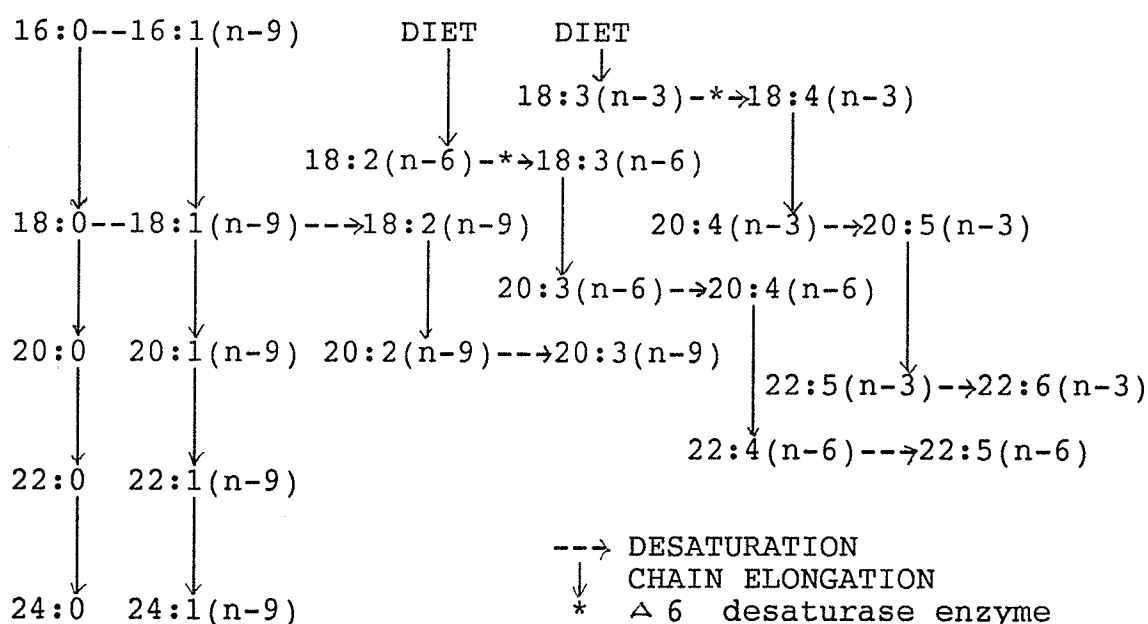 16:0--16:1(n-9) DIET DIET
18:3(n-3)-*→18:4(n-3)
18:2(n-6)-*→18:3(n-6)
18:0--18:1(n-9)---→18:2(n-9) 20:4(n-3)-→20:5(n-3)
20:3(n-6)-→20:4(n-6)
20:0 20:1(n-9) 20:2(n-9)--→20:3(n-9)
22:5(n-3)-→22:6(n-3)
22:4(n-6)--→22:5(n-6)
22:0 22:1(n-9)
---→ DESATURATION
↓ CHAIN ELONGATION
24:0 24:1(n-9) * Δ 6 desaturase enzyme